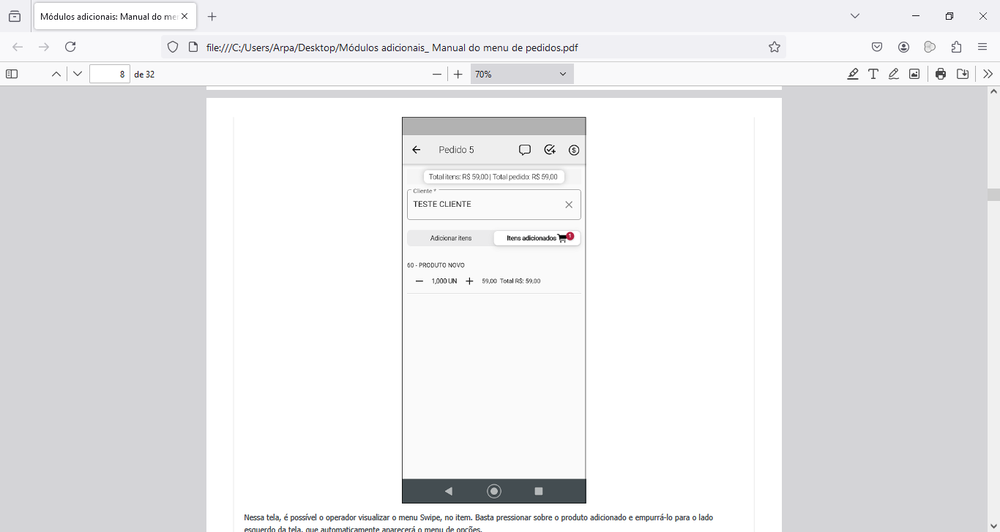 Módulos adicionais: Manual do me
file:///C:/Users/Arpa/Desktop/Módulos adicionais_ Manual do menu de pedidos.pdf
8 de 32 70%
Pedido 5
Total itens: R$ 59,00 | Total pedido: R$ 59,00
Cliente *
TESTE CLIENTE
Adicionar itens Itens adicionados 1
60 - PRODUTO NOVO
1,000 UN 59,00 Total R$: 59,00
Nessa tela, é possível o operador visualizar o menu Swipe, no item. Basta pressionar sobre o produto adicionado e empurrá-lo para o lado
esquerdo da tela, que automaticamente aparecerá o menu de opções.